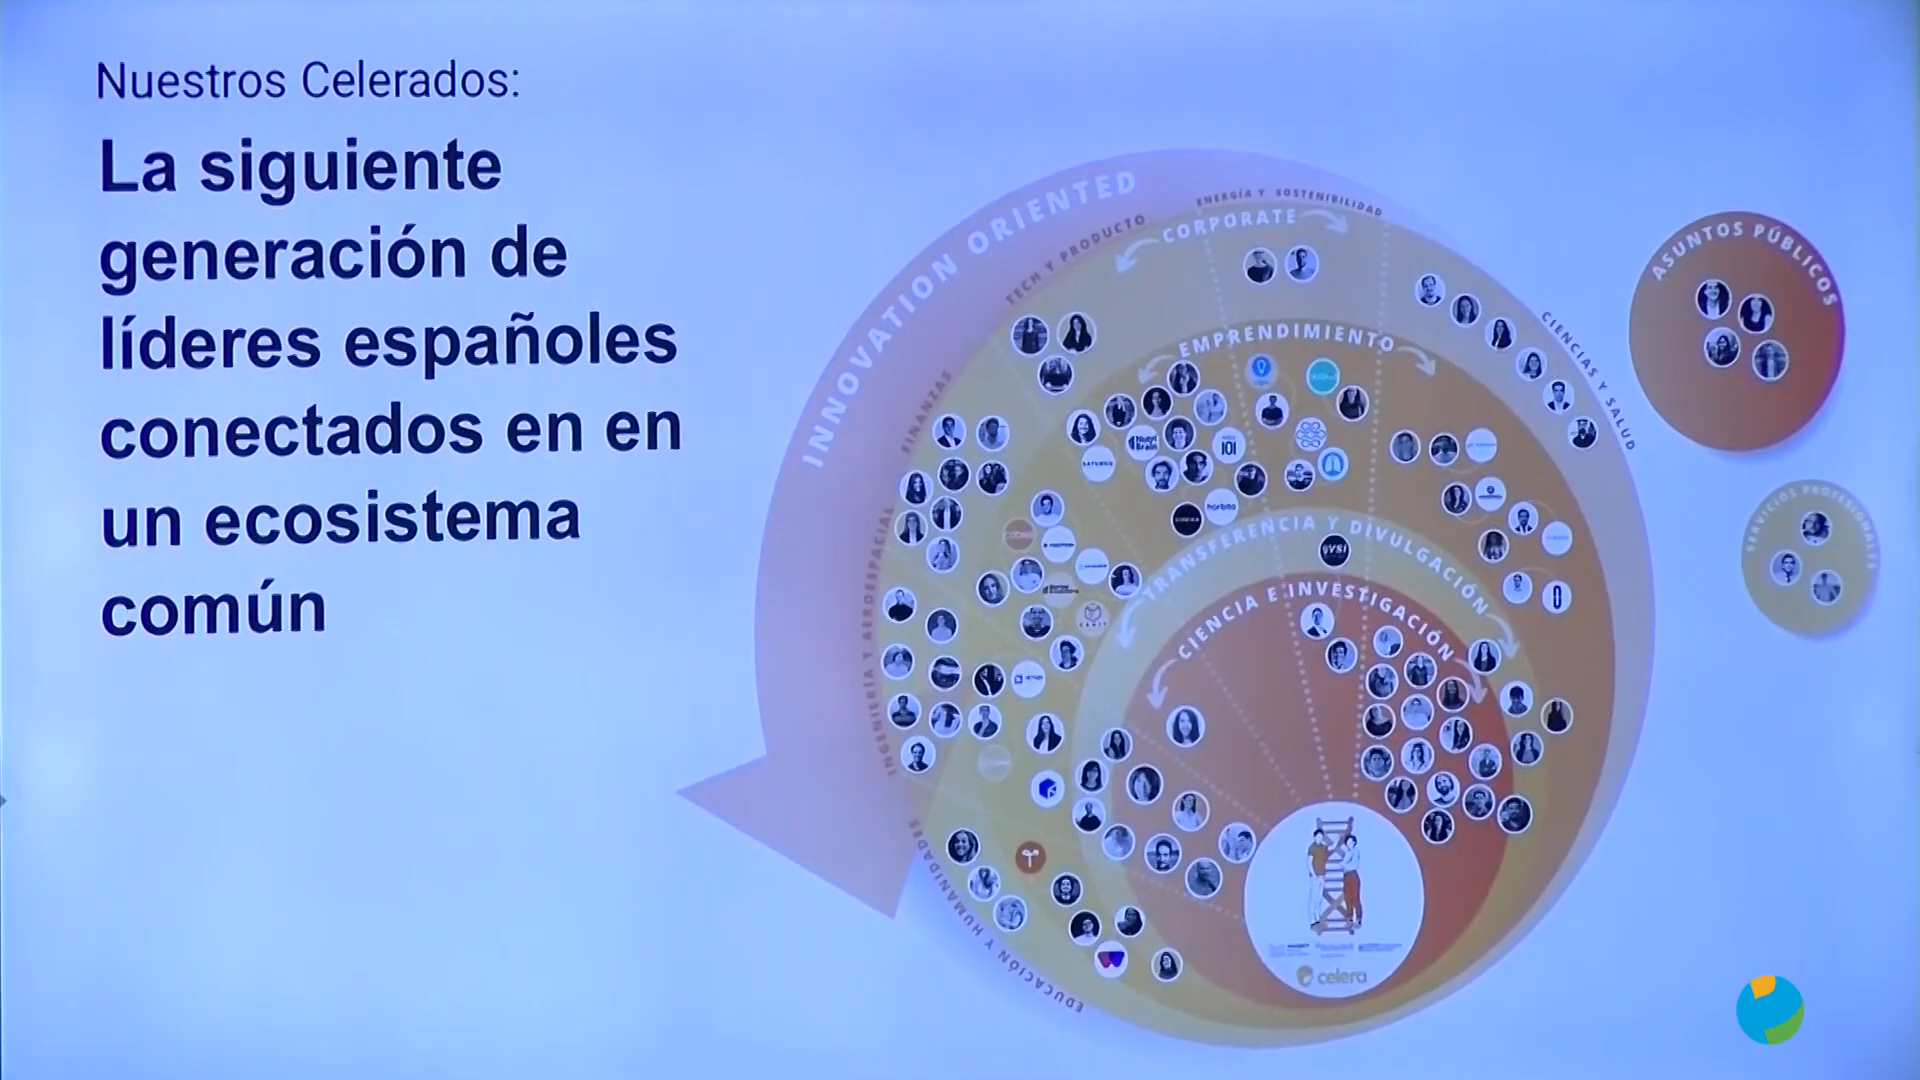 Nuestros Celerados:
La siguiente
generación de
líderes españoles
conectados en en
un ecosistema
común
INNOVATION ORIENTED
TECH Y PRODUCTO
ENERGÍA Y SOSTENIBILIDAD
CORPORATE
CIENCIAS Y SALUD
FINANZAS
EMPRENDIMIENTO
INGENIERÍA Y AEROESPACIAL
TRANSFERENCIA Y DIVULGACIÓN
CIENCIA E INVESTIGACIÓN
EDUCACIÓN Y HUMANIDADES
ASUNTOS PÚBLICOS
SERVICIOS PROFESIONALES
101
celera